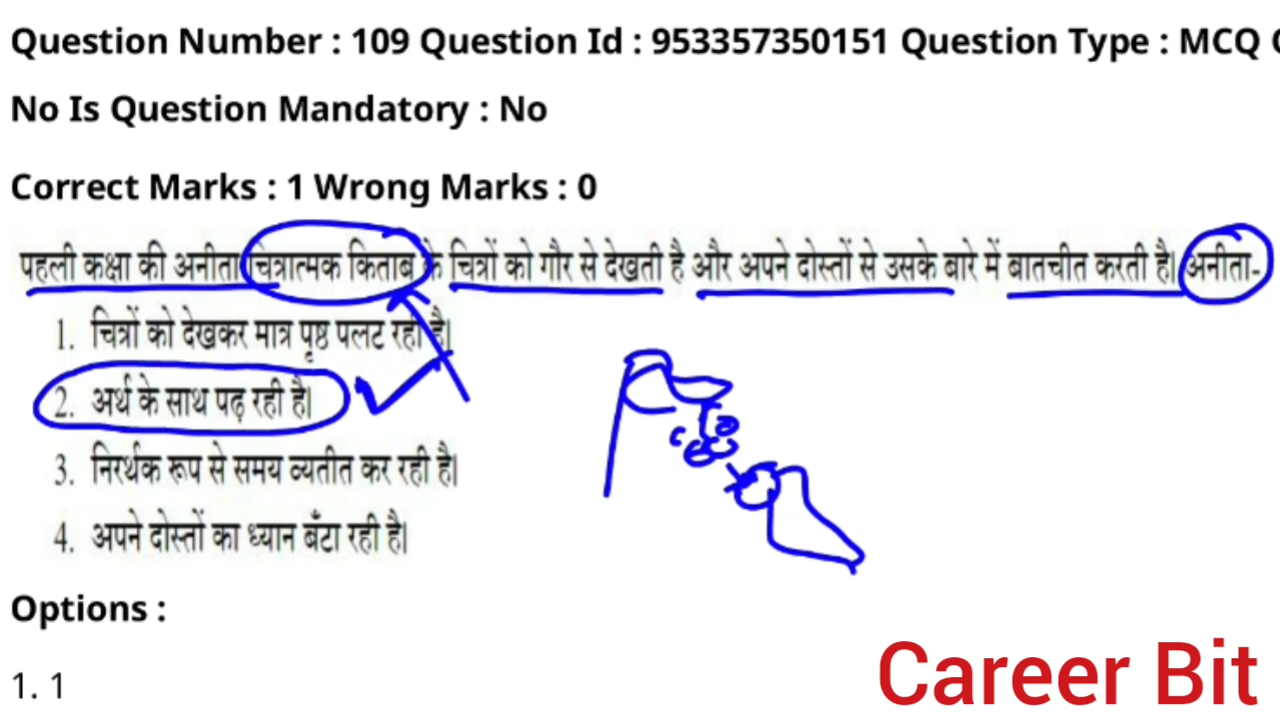 Question Number : 109 Question Id : 953357350151 Question Type : MCQ
No Is Question Mandatory : No
Correct Marks : 1 Wrong Marks : 0
पहली कक्षा की अनीता चित्रात्मक किताब के चित्रों को गौर से देखती है और अपने दोस्तों से उसके बारे में बातचीत करती है। अनीता-
1. चित्रों को देखकर मात्र पृष्ठ पलट रही है।
2. अर्थ के साथ पढ़ रही है।
3. निरर्थक रूप से समय व्यतीत कर रही है।
4. अपने दोस्तों का ध्यान बँटा रही है।
Options :
1. 1
Career Bit